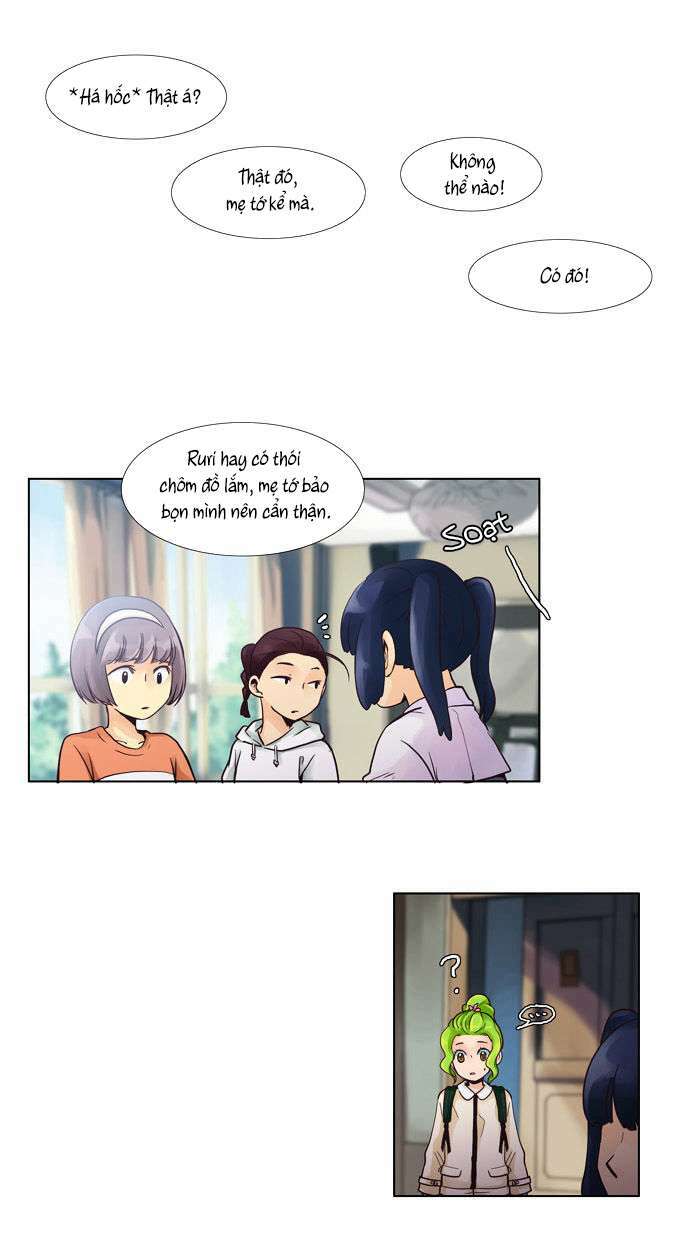 *Há hốc* Thật á?
Thật đó,
mẹ tớ kể mà.
Không
thể nào!
Có đó!
Ruri hay có thói
chôm đồ lắm, mẹ tớ bảo
bọn mình nên cẩn thận.
Soạt
?
...